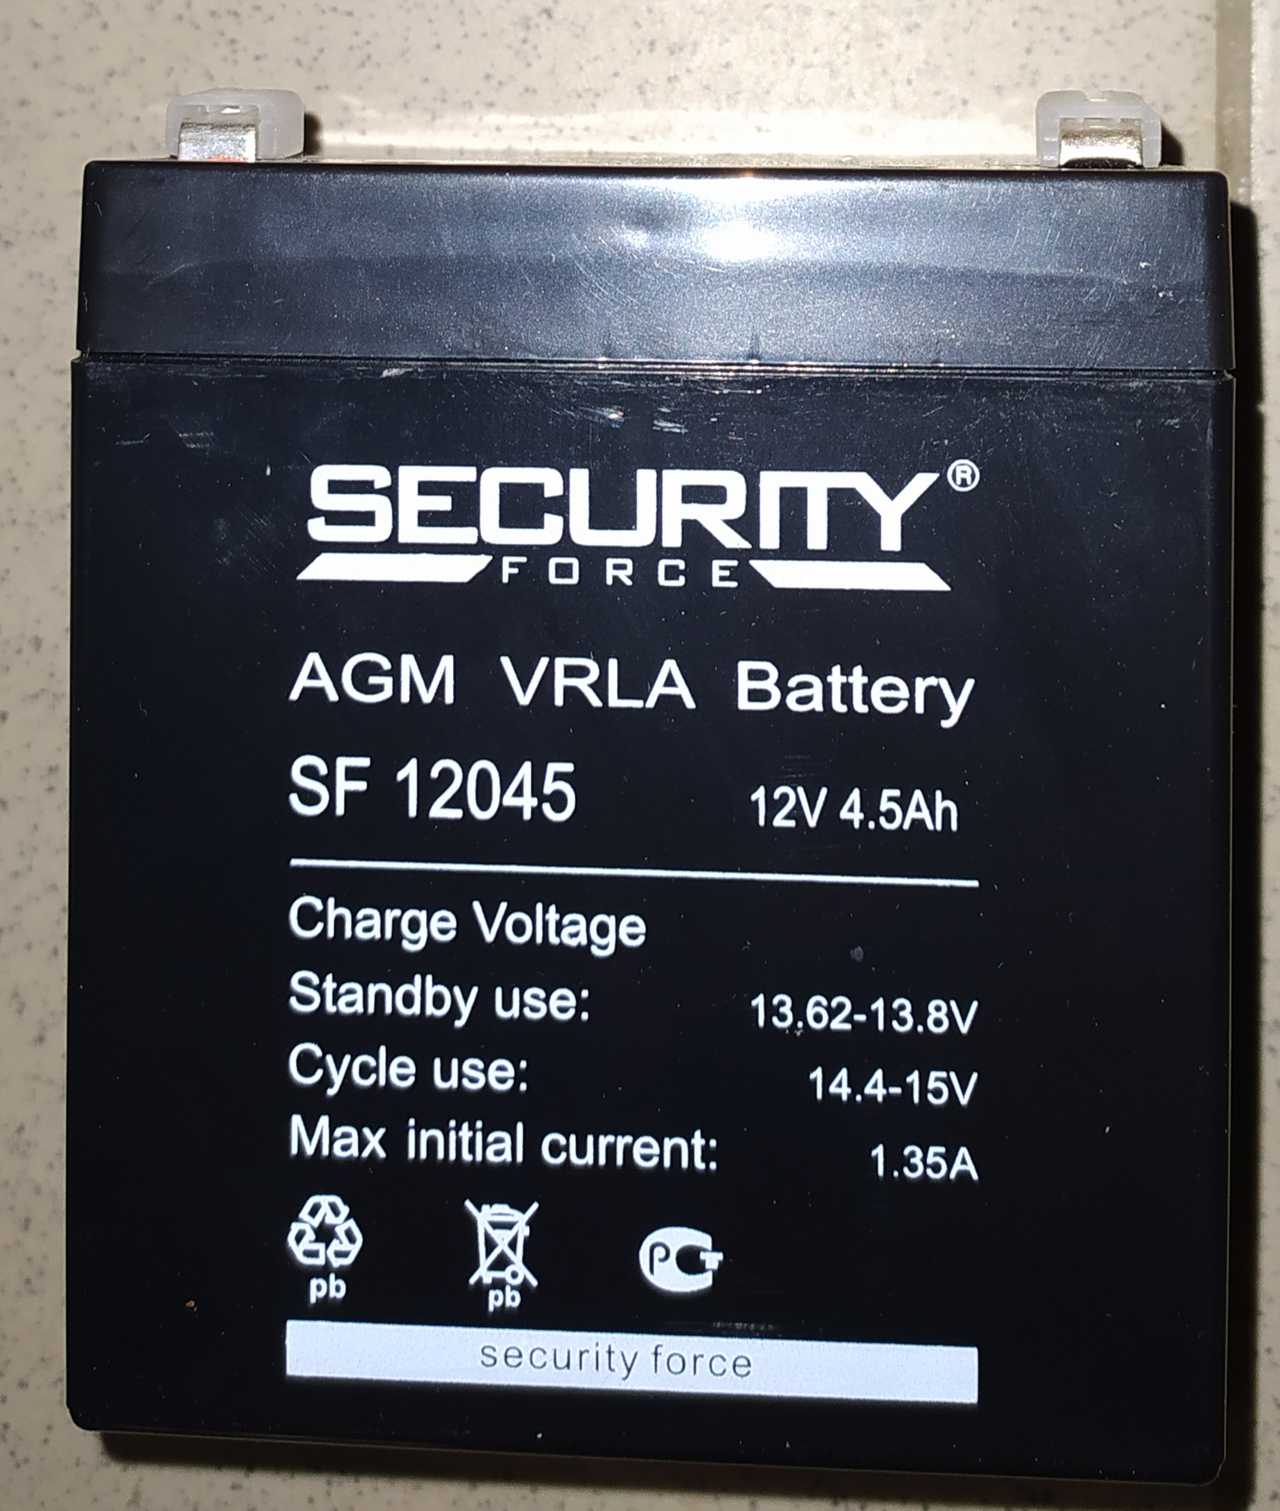 SECURITY®
FORCE
AGM VRLA Battery
SF 12045 12V 4.5Ah
Charge Voltage
Standby use: 13.62-13.8V
Cycle use: 14.4-15V
Max initial current: 1.35A
pb pb РСТ
security force